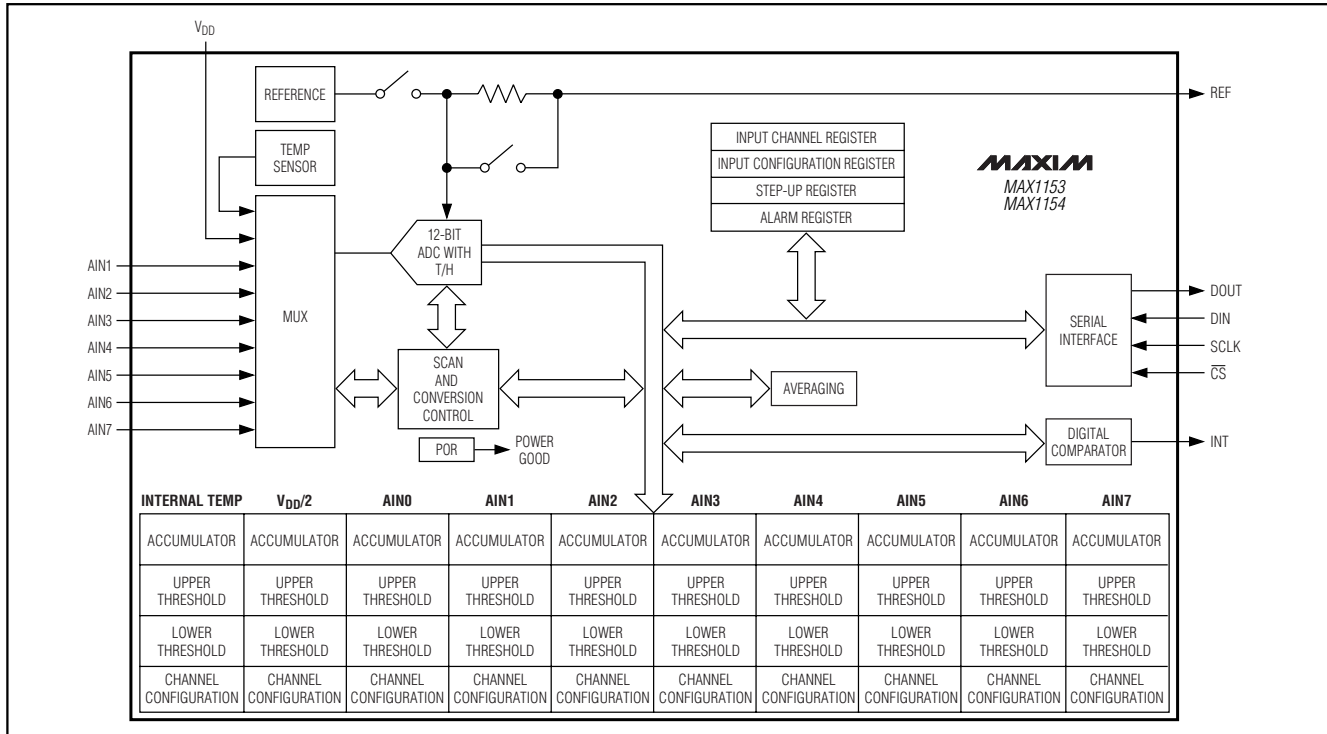 VDD
REFERENCE
REF
TEMP
SENSOR
INPUT CHANNEL REGISTER
INPUT CONFIGURATION REGISTER
STEP-UP REGISTER
ALARM REGISTER
MAXIM
MAX1153
MAX1154
12-BIT
ADC WITH
T/H
AIN1
AIN2
AIN3
AIN4
AIN5
AIN6
AIN7
MUX
SCAN
AND
CONVERSION
CONTROL
POR
POWER
GOOD
AVERAGING
SERIAL
INTERFACE
DOUT
DIN
SCLK
C̅S̅
DIGITAL
COMPARATOR
INT
INTERNAL TEMP VDD/2 AIN0 AIN1 AIN2 AIN3 AIN4 AIN5 AIN6 AIN7
ACCUMULATOR ACCUMULATOR ACCUMULATOR ACCUMULATOR ACCUMULATOR ACCUMULATOR ACCUMULATOR ACCUMULATOR ACCUMULATOR ACCUMULATOR
UPPER UPPER UPPER UPPER UPPER UPPER UPPER UPPER UPPER UPPER
THRESHOLD THRESHOLD THRESHOLD THRESHOLD THRESHOLD THRESHOLD THRESHOLD THRESHOLD THRESHOLD THRESHOLD
LOWER LOWER LOWER LOWER LOWER LOWER LOWER LOWER LOWER LOWER
THRESHOLD THRESHOLD THRESHOLD THRESHOLD THRESHOLD THRESHOLD THRESHOLD THRESHOLD THRESHOLD THRESHOLD
CHANNEL CHANNEL CHANNEL CHANNEL CHANNEL CHANNEL CHANNEL CHANNEL CHANNEL CHANNEL
CONFIGURATION CONFIGURATION CONFIGURATION CONFIGURATION CONFIGURATION CONFIGURATION CONFIGURATION CONFIGURATION CONFIGURATION CONFIGURATION